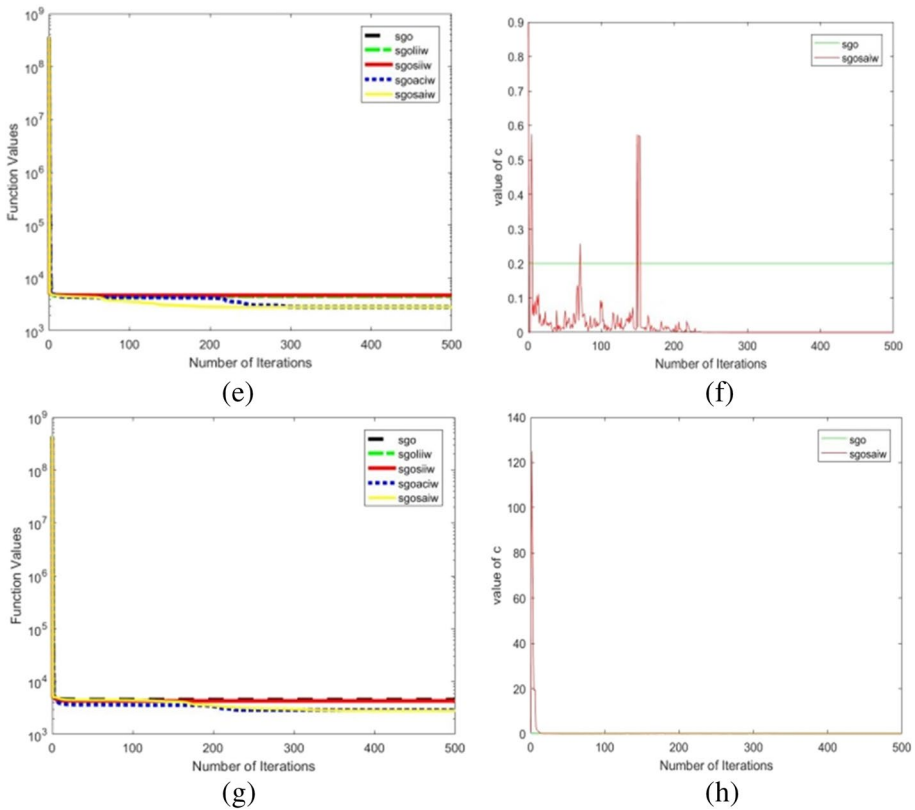 10^9
10^8
10^7
10^6
10^5
10^4
10^3
Function Values
sgo
sgoliiw
sgosiiw
sgoaciw
sgosaiw
0 100 200 300 400 500
Number of Iterations
(e)
0.9
0.8
0.7
0.6
0.5
0.4
0.3
0.2
0.1
0
value of c
sgo
sgosaiw
0 100 200 300 400 500
Number of Iterations
(f)
10^9
10^8
10^7
10^6
10^5
10^4
10^3
Function Values
sgo
sgoliiw
sgosiiw
sgoaciw
sgosaiw
0 100 200 300 400 500
Number of Iterations
(g)
140
120
100
80
60
40
20
0
value of c
sgo
sgosaiw
0 100 200 300 400 500
Number of Iterations
(h)